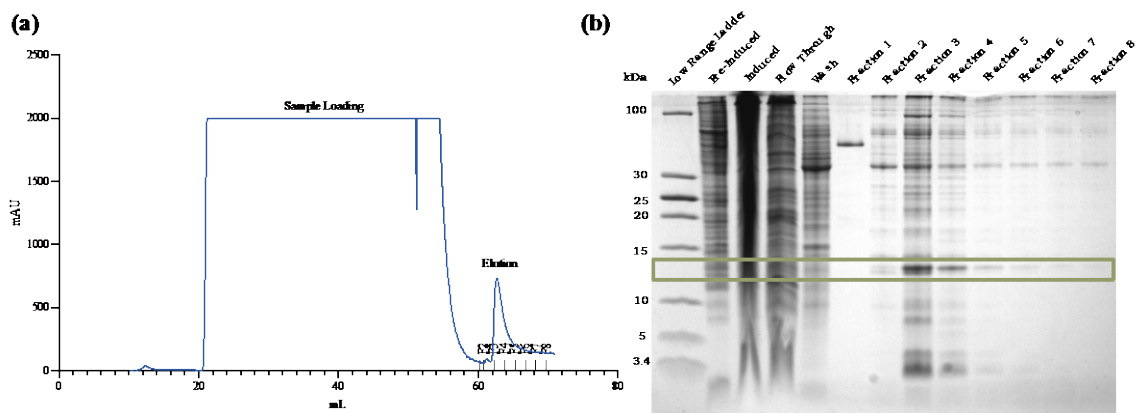 (a)
2500
2000
1500
1000
500
0
mAU
Sample Loading
Elution
0
20
40
60
80
mL
(b)
kDa
Low Range Ladder
Pre-Induced
Induced
Flow Through
Wash
Fraction 1
Fraction 2
Fraction 3
Fraction 4
Fraction 5
Fraction 6
Fraction 7
Fraction 8
100
30
25
20
15
10
5
3.4